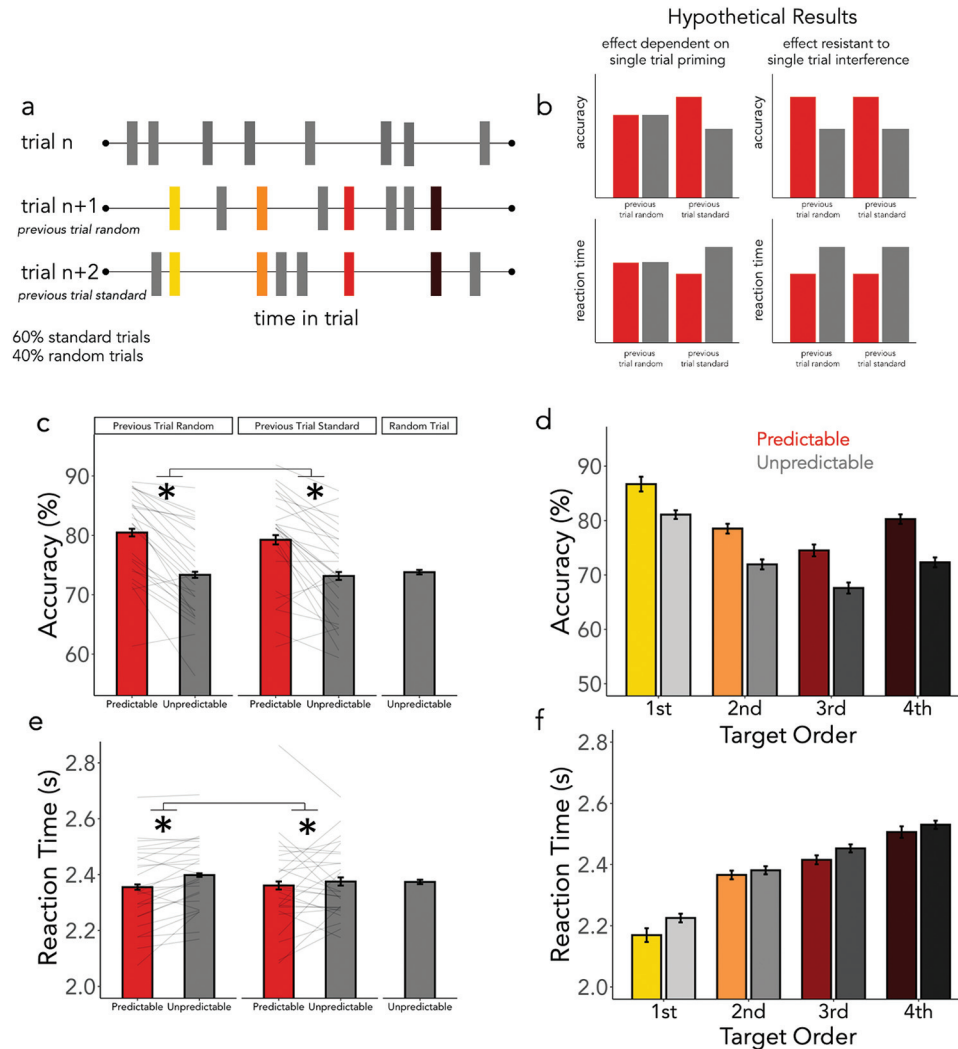 a
trial n
trial n+1
previous trial random
trial n+2
previous trial standard
time in trial
60% standard trials
40% random trials
Hypothetical Results
effect dependent on
single trial priming
effect resistant to
single trial interference
b
accuracy
previous
trial random
previous
trial standard
previous
trial random
previous
trial standard
reaction time
previous
trial random
previous
trial standard
reaction time
previous
trial random
previous
trial standard
accuracy
c
Previous Trial Random
Previous Trial Standard
Random Trial
Accuracy (%)
90
80
70
60
*
*
Predictable
Unpredictable
Predictable
Unpredictable
Unpredictable
d
Predictable
Unpredictable
Accuracy (%)
90
80
70
60
50
1st
2nd
3rd
4th
Target Order
e
Reaction Time (s)
2.8
2.6
2.4
2.2
2.0
*
*
Predictable
Unpredictable
Predictable
Unpredictable
Unpredictable
f
Reaction Time (s)
2.8
2.6
2.4
2.2
2.0
1st
2nd
3rd
4th
Target Order